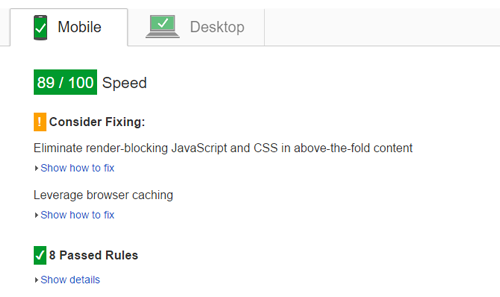 Mobile Desktop
89 / 100 Speed
! Consider Fixing:
Eliminate render-blocking JavaScript and CSS in above-the-fold content
Show how to fix
Leverage browser caching
Show how to fix
8 Passed Rules
Show details